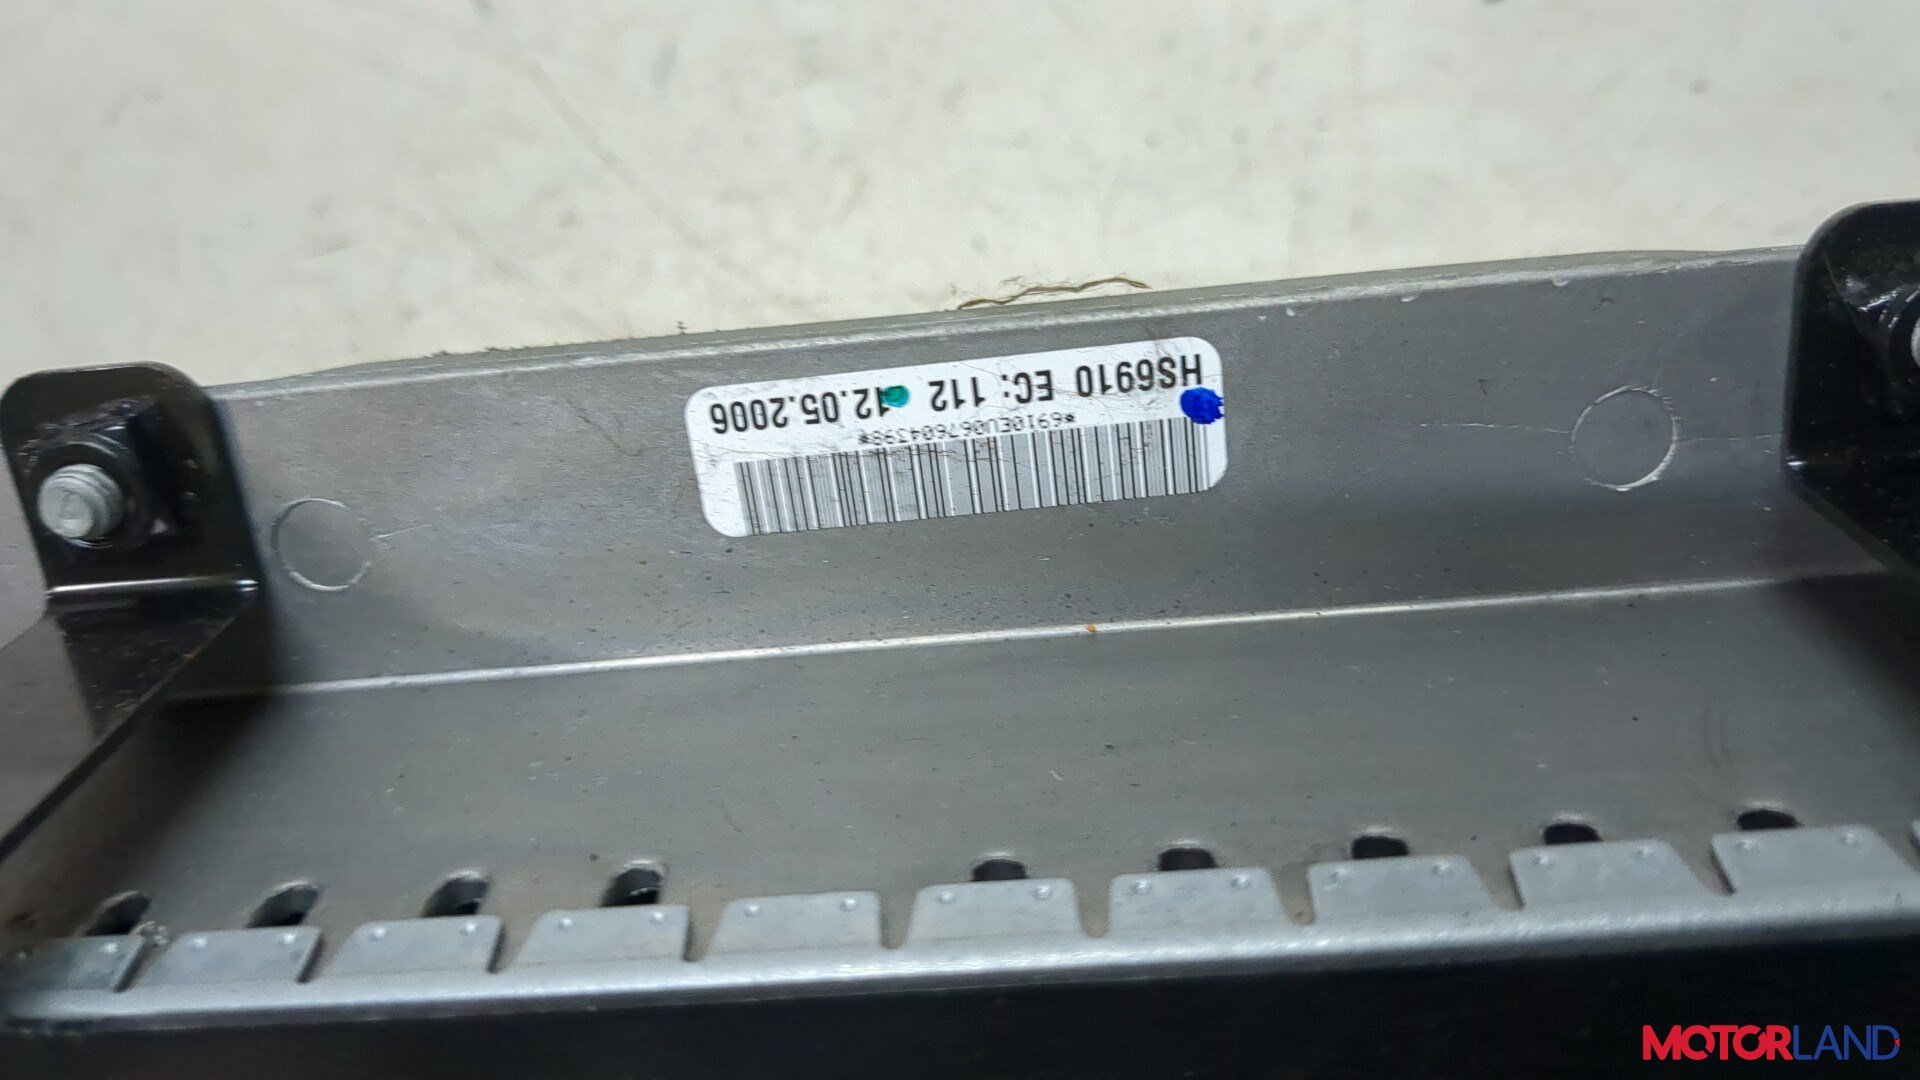 HS6910 EC: 112 12.05.2006
*6910EU067604398*
MOTORLAND